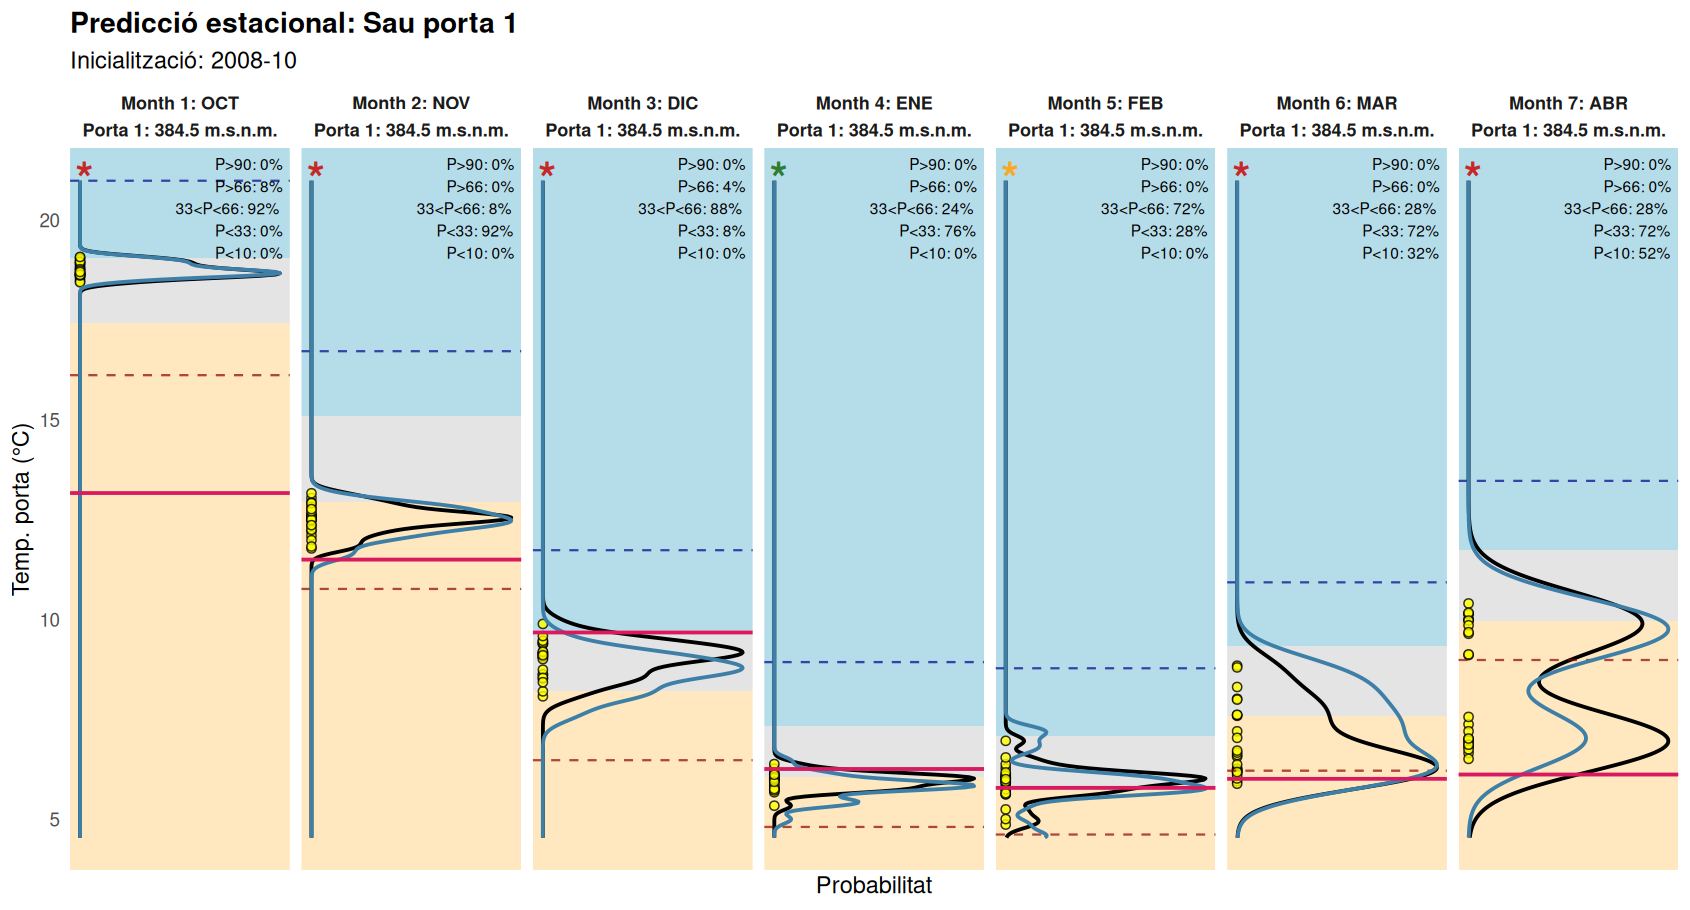 Predicció estacional: Sau porta 1
Inicialització: 2008-10
Month 1: OCT
Porta 1: 384.5 m.s.n.m.
Month 2: NOV
Porta 1: 384.5 m.s.n.m.
Month 3: DIC
Porta 1: 384.5 m.s.n.m.
Month 4: ENE
Porta 1: 384.5 m.s.n.m.
Month 5: FEB
Porta 1: 384.5 m.s.n.m.
Month 6: MAR
Porta 1: 384.5 m.s.n.m.
Month 7: ABR
Porta 1: 384.5 m.s.n.m.
*
P>90: 0%
P>66: 8%
33<P<66: 92%
P<33: 0%
P<10: 0%
*
P>90: 0%
P>66: 0%
33<P<66: 8%
P<33: 92%
P<10: 0%
*
P>90: 0%
P>66: 4%
33<P<66: 88%
P<33: 8%
P<10: 0%
*
P>90: 0%
P>66: 0%
33<P<66: 24%
P<33: 76%
P<10: 0%
*
P>90: 0%
P>66: 0%
33<P<66: 72%
P<33: 28%
P<10: 0%
*
P>90: 0%
P>66: 0%
33<P<66: 28%
P<33: 72%
P<10: 32%
*
P>90: 0%
P>66: 0%
33<P<66: 28%
P<33: 72%
P<10: 52%
20
15
10
5
Temp. porta (°C)
Probabilitat